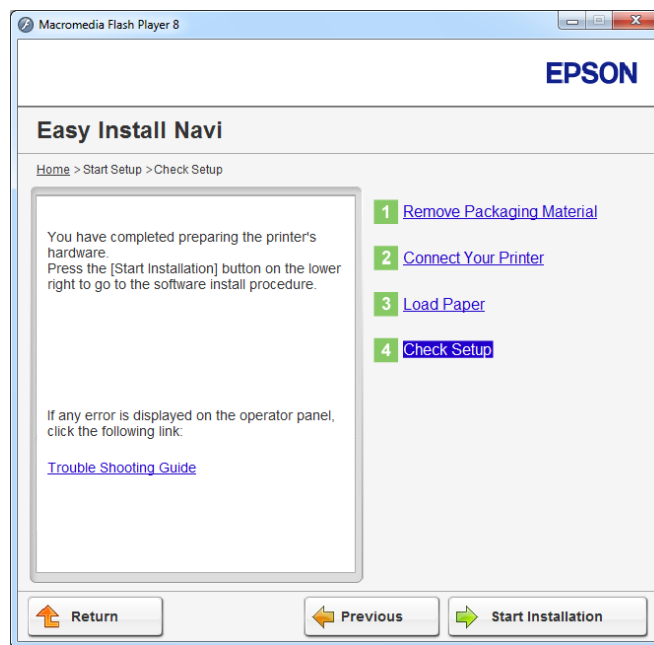 Macromedia Flash Player 8
EPSON
Easy Install Navi
Home > Start Setup >Check Setup
You have completed preparing the printer's
hardware.
Press the [Start Installation] button on the lower
right to go to the software install procedure.
If any error is displayed on the operator panel,
click the following link:
Trouble Shooting Guide
1 Remove Packaging Material
2 Connect Your Printer
3 Load Paper
4 Check Setup
Return
Previous
Start Installation